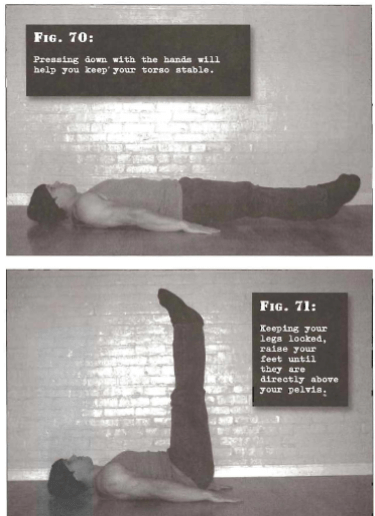 FIG. 70:
Pressing down with the hands will
help you keep your torso stable.
FIG. 71:
Keeping your
legs locked,
raise your
feet until
they are
directly above
your pelvis.